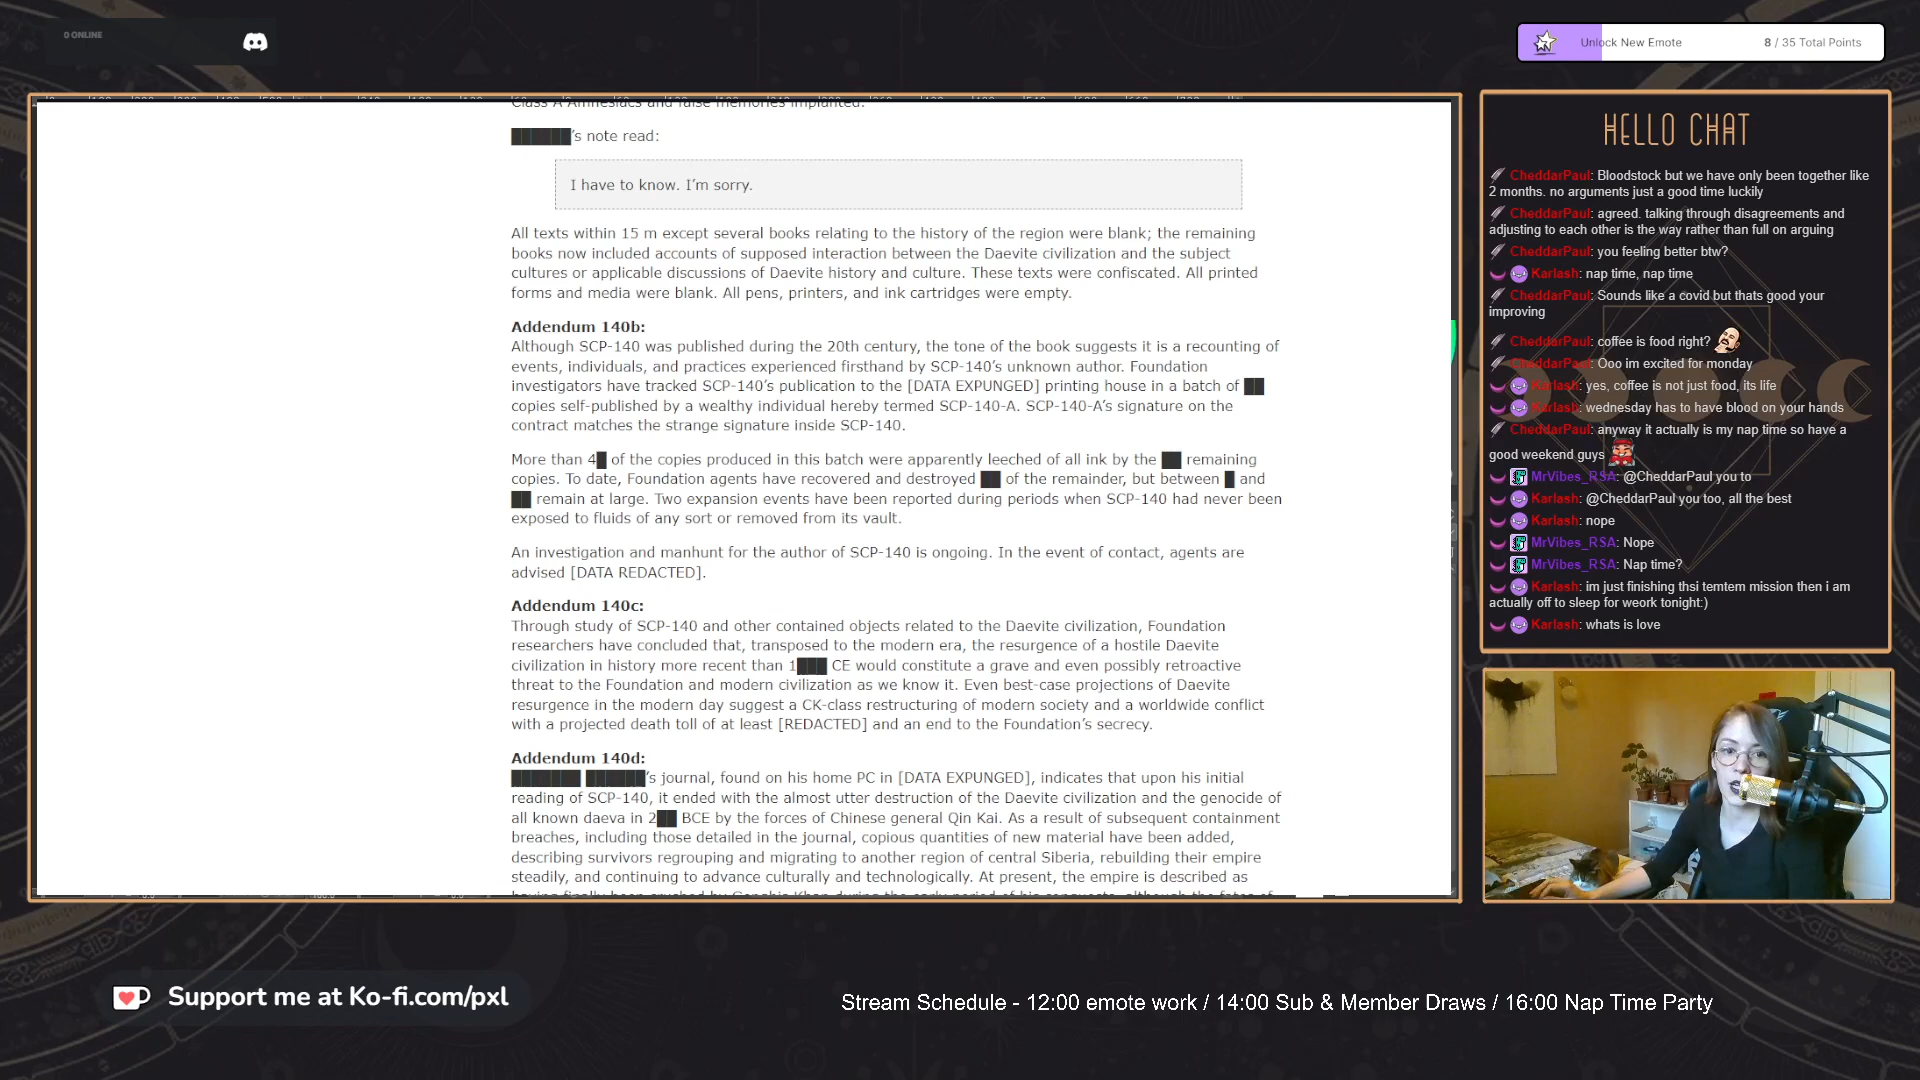 0 ONLINE
Unlock New Emote 8 / 35 Total Points
Class A Amnesiacs and false memories implanted.
██████’s note read:
I have to know. I’m sorry.
All texts within 15 m except several books relating to the history of the region were blank; the remaining
books now included accounts of supposed interaction between the Daevite civilization and the subject
cultures or applicable discussions of Daevite history and culture. These texts were confiscated. All printed
forms and media were blank. All pens, printers, and ink cartridges were empty.
Addendum 140b:
Although SCP-140 was published during the 20th century, the tone of the book suggests it is a recounting of
events, individuals, and practices experienced firsthand by SCP-140’s unknown author. Foundation
investigators have tracked SCP-140’s publication to the [DATA EXPUNGED] printing house in a batch of ██
copies self-published by a wealthy individual hereby termed SCP-140-A. SCP-140-A’s signature on the
contract matches the strange signature inside SCP-140.
More than 4█ of the copies produced in this batch were apparently leeched of all ink by the ██ remaining
copies. To date, Foundation agents have recovered and destroyed ██ of the remainder, but between █ and
██ remain at large. Two expansion events have been reported during periods when SCP-140 had never been
exposed to fluids of any sort or removed from its vault.
An investigation and manhunt for the author of SCP-140 is ongoing. In the event of contact, agents are
advised [DATA REDACTED].
Addendum 140c:
Through study of SCP-140 and other contained objects related to the Daevite civilization, Foundation
researchers have concluded that, transposed to the modern era, the resurgence of a hostile Daevite
civilization in history more recent than 1███ CE would constitute a grave and even possibly retroactive
threat to the Foundation and modern civilization as we know it. Even best-case projections of Daevite
resurgence in the modern day suggest a CK-class restructuring of modern society and a worldwide conflict
with a projected death toll of at least [REDACTED] and an end to the Foundation’s secrecy.
Addendum 140d:
███████ ██████’s journal, found on his home PC in [DATA EXPUNGED], indicates that upon his initial
reading of SCP-140, it ended with the almost utter destruction of the Daevite civilization and the genocide of
all known daeva in 2██ BCE by the forces of Chinese general Qin Kai. As a result of subsequent containment
breaches, including those detailed in the journal, copious quantities of new material have been added,
describing survivors regrouping and migrating to another region of central Siberia, rebuilding their empire
steadily, and continuing to advance culturally and technologically. At present, the empire is described as
having finally been crushed by Genghis Khan during the early period of his conquests, although the fates of
HELLO CHAT
CheddarPaul: Bloodstock but we have only been together like
2 months. no arguments just a good time luckily
CheddarPaul: agreed. talking through disagreements and
adjusting to each other is the way rather than full on arguing
CheddarPaul: you feeling better btw?
Karlash: nap time, nap time
CheddarPaul: Sounds like a covid but thats good your
improving
CheddarPaul: coffee is food right?
CheddarPaul: Ooo im excited for monday
Karlash: yes, coffee is not just food, its life
Karlash: wednesday has to have blood on your hands
CheddarPaul: anyway it actually is my nap time so have a
good weekend guys
MrVibes_RSA: @CheddarPaul you to
Karlash: @CheddarPaul you too, all the best
Karlash: nope
MrVibes_RSA: Nope
MrVibes_RSA: Nap time?
Karlash: im just finishing thsi temtem mission then i am
actually off to sleep for weork tonight:)
Karlash: whats is love
Support me at Ko-fi.com/pxl
Stream Schedule - 12:00 emote work / 14:00 Sub & Member Draws / 16:00 Nap Time Party